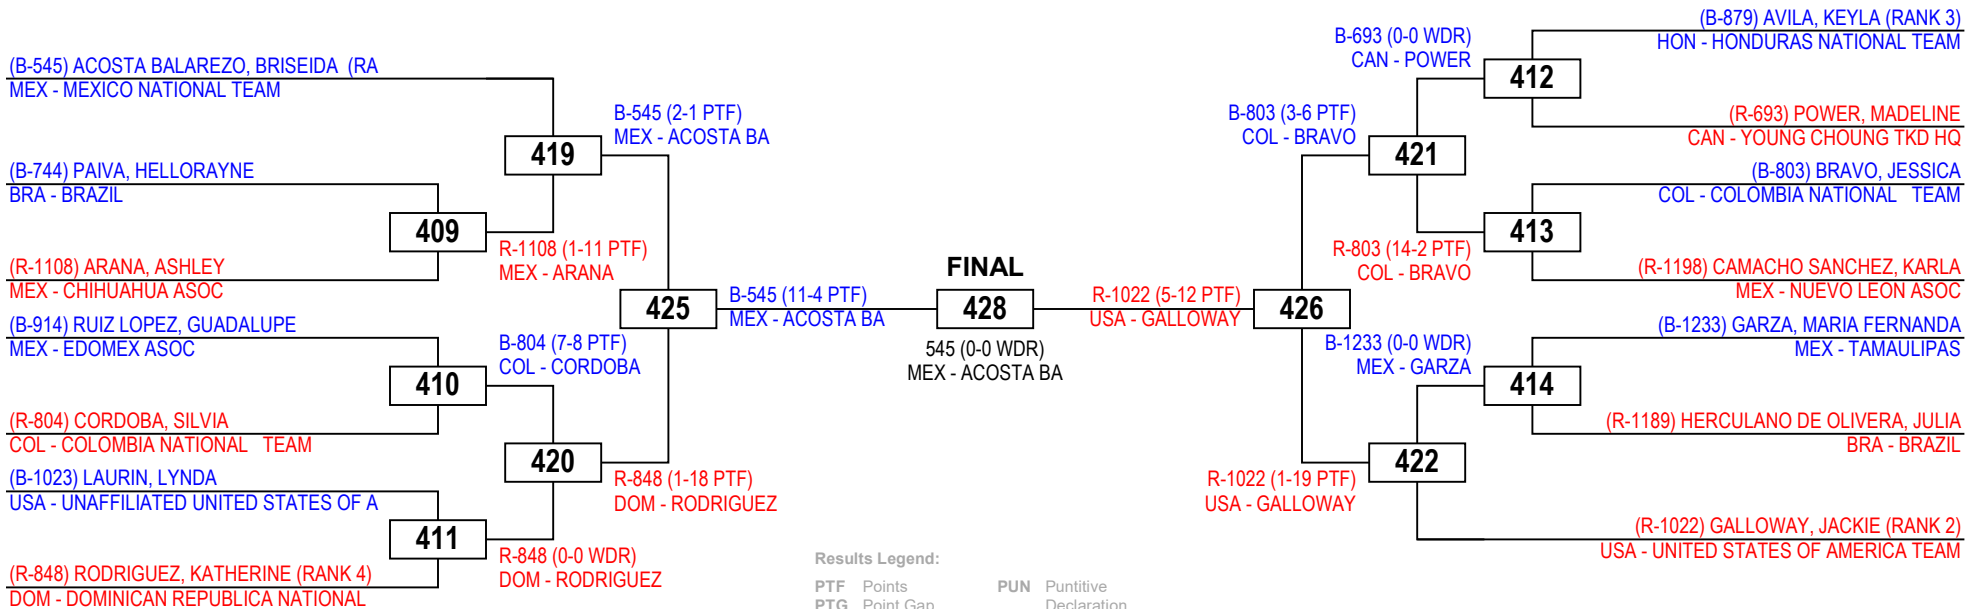 (B-545) ACOSTA BALAREZO, BRISEIDA (RA
MEX - MEXICO NATIONAL TEAM
(B-744) PAIVA, HELLORAYNE
BRA - BRAZIL
(R-1108) ARANA, ASHLEY
MEX - CHIHUAHUA ASOC
(B-914) RUIZ LOPEZ, GUADALUPE
MEX - EDOMEX ASOC
(R-804) CORDOBA, SILVIA
COL - COLOMBIA NATIONAL TEAM
(B-1023) LAURIN, LYNDA
USA - UNAFFILIATED UNITED STATES OF A
(R-848) RODRIGUEZ, KATHERINE (RANK 4)
DOM - DOMINICAN REPUBLICA NATIONAL
409
410
411
R-1108 (1-11 PTF)
MEX - ARANA
B-804 (7-8 PTF)
COL - CORDOBA
R-848 (0-0 WDR)
DOM - RODRIGUEZ
419
420
B-545 (2-1 PTF)
MEX - ACOSTA BA
R-848 (1-18 PTF)
DOM - RODRIGUEZ
425
B-545 (11-4 PTF)
MEX - ACOSTA BA
FINAL
428
545 (0-0 WDR)
MEX - ACOSTA BA
R-1022 (5-12 PTF)
USA - GALLOWAY
426
B-803 (3-6 PTF)
COL - BRAVO
R-1022 (1-19 PTF)
USA - GALLOWAY
421
422
B-693 (0-0 WDR)
CAN - POWER
R-803 (14-2 PTF)
COL - BRAVO
B-1233 (0-0 WDR)
MEX - GARZA
412
413
414
(B-879) AVILA, KEYLA (RANK 3)
HON - HONDURAS NATIONAL TEAM
(R-693) POWER, MADELINE
CAN - YOUNG CHOUNG TKD HQ
(B-803) BRAVO, JESSICA
COL - COLOMBIA NATIONAL TEAM
(R-1198) CAMACHO SANCHEZ, KARLA
MEX - NUEVO LEON ASOC
(B-1233) GARZA, MARIA FERNANDA
MEX - TAMAULIPAS
(R-1189) HERCULANO DE OLIVERA, JULIA
BRA - BRAZIL
(R-1022) GALLOWAY, JACKIE (RANK 2)
USA - UNITED STATES OF AMERICA TEAM
Results Legend:
PTF Points PUN Puntitive
PTG Point Gap Declaration